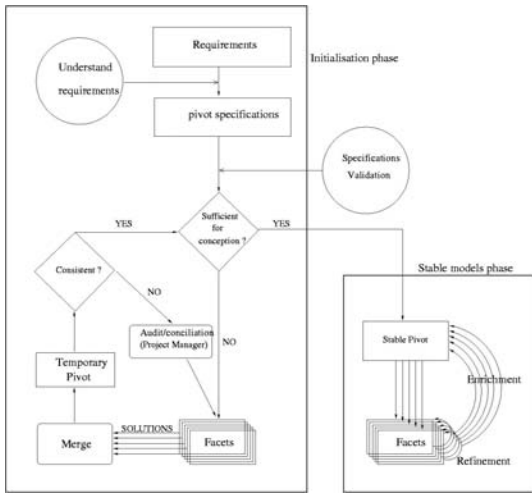 Requirements
Initialisation phase
Understand
requirements
pivot specifications
Specifications
Validation
Sufficient
for
conception ?
YES
YES
Consistent ?
NO
NO
Audit/conciliation
(Project Manager)
Temporary
Pivot
Merge
SOLUTIONS
Facets
Stable models phase
Stable Pivot
Enrichment
Facets
Refinement